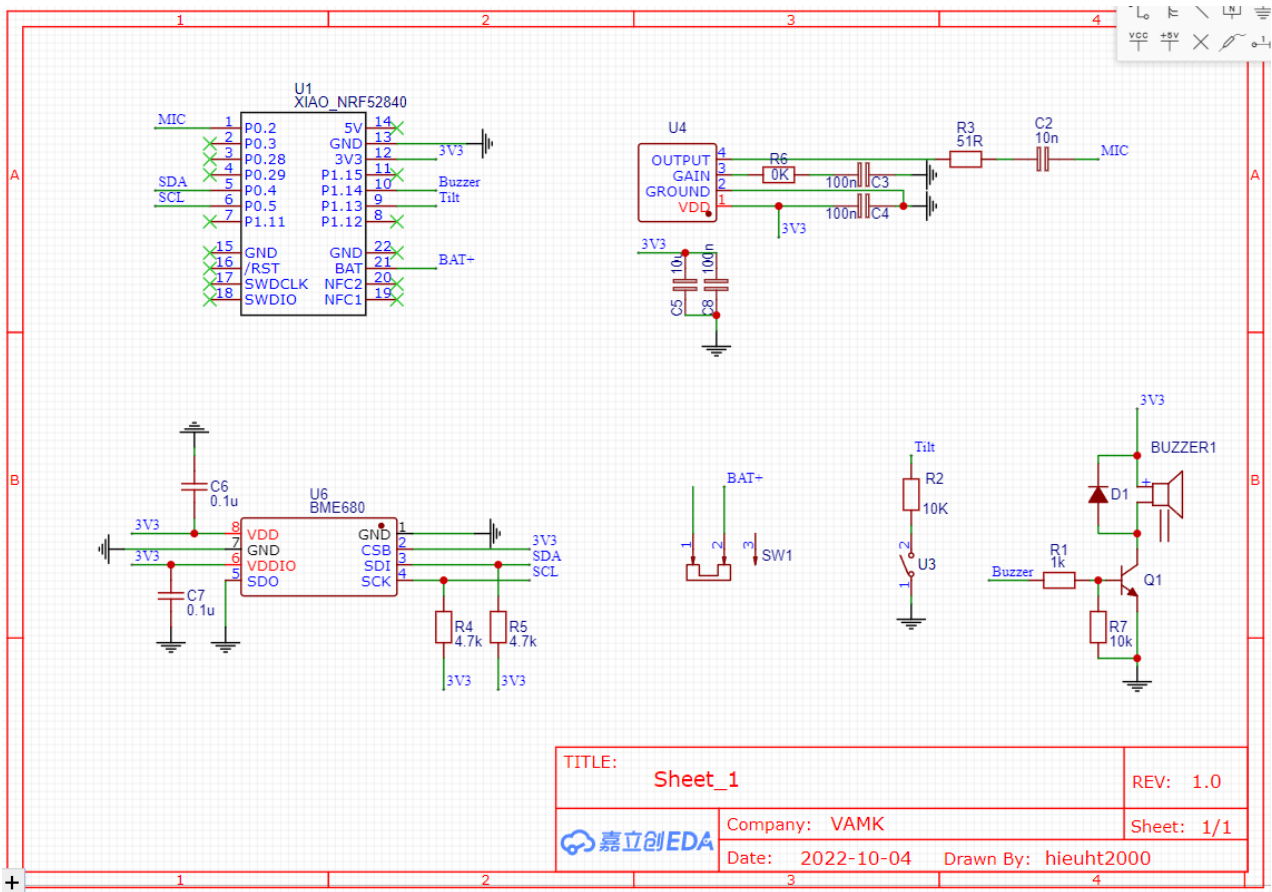 1 2 3 4
VCC +5V N
A A
B B
U1
XIAO_NRF52840
MIC 1 P0.2 5V 14
2 P0.3 GND 13
3 P0.28 3V3 12 3V3
4 P0.29 P1.15 11
SDA 5 P0.4 P1.14 10 Buzzer
SCL 6 P0.5 P1.13 9 Tilt
7 P1.11 P1.12 8
15 GND GND 22
16 /RST BAT 21 BAT+
17 SWDCLK NFC2 20
18 SWDIO NFC1 19
U4
OUTPUT 4
GAIN 3
GROUND 2
VDD 1
R6
0K
100n C3
100n C4
3V3
R3
51R
C2
10n
MIC
3V3
10u 100n
C5 C8
C6
0.1u
U6
BME680
3V3 8 VDD GND 1
7 GND CSB 2 3V3
3V3 6 VDDIO SDI 3 SDA
5 SDO SCK 4 SCL
C7
0.1u
R4
4.7k
R5
4.7k
3V3 3V3
BAT+
1 2 3
SW1
Tilt
R2
10K
2
U3
1
3V3
BUZZER1
+
D1
Buzzer
R1
1k
Q1
R7
10k
TITLE:
Sheet_1
REV: 1.0
嘉立创EDA
Company: VAMK
Sheet: 1/1
Date: 2022-10-04 Drawn By: hieuht2000
1 2 3 4